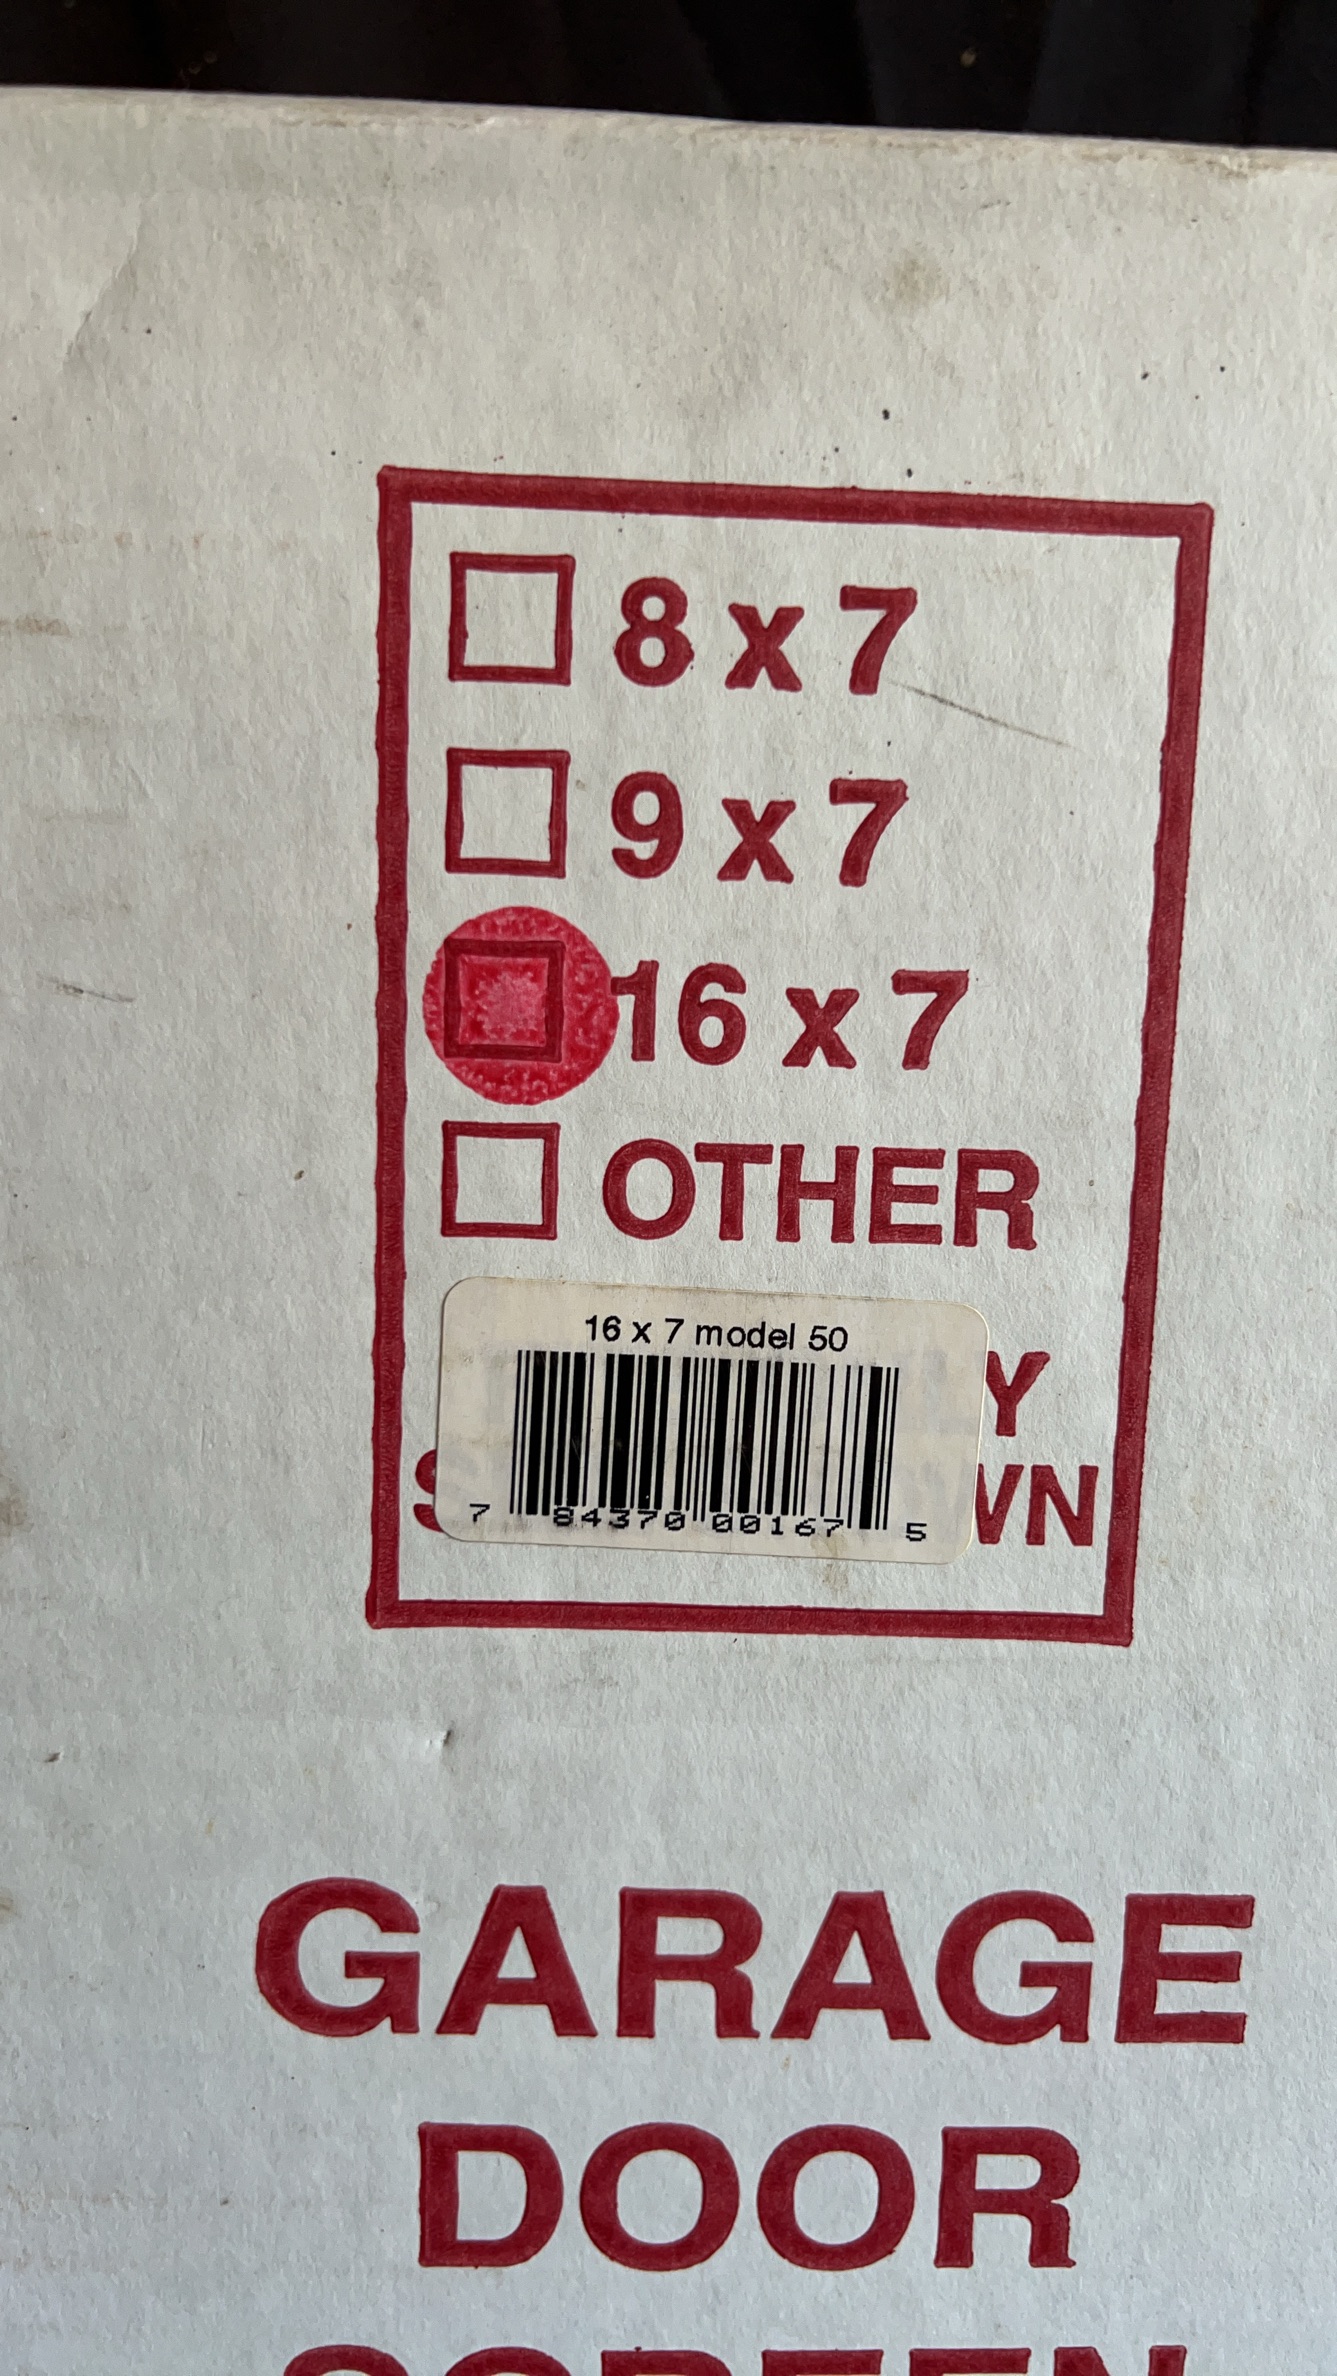 8 x 7
9 x 7
16 x 7
OTHER
16 x 7 model 50
7 84370 00167 5
GARAGE
DOOR